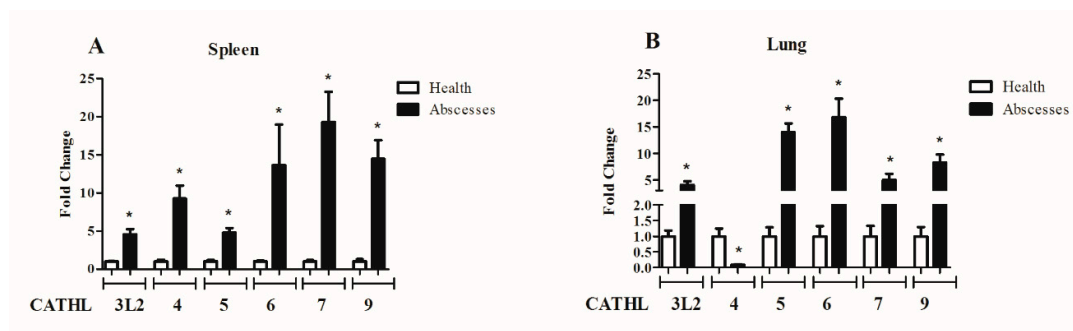 A
Spleen
Health
Abscesses
Fold Change
25
20
15
10
5
0
* * * * * *
CATHL 3L2 4 5 6 7 9
B
Lung
Health
Abscesses
Fold Change
25
20
15
10
5
2.0
1.5
1.0
0.5
0.0
* * * * * *
CATHL 3L2 4 5 6 7 9